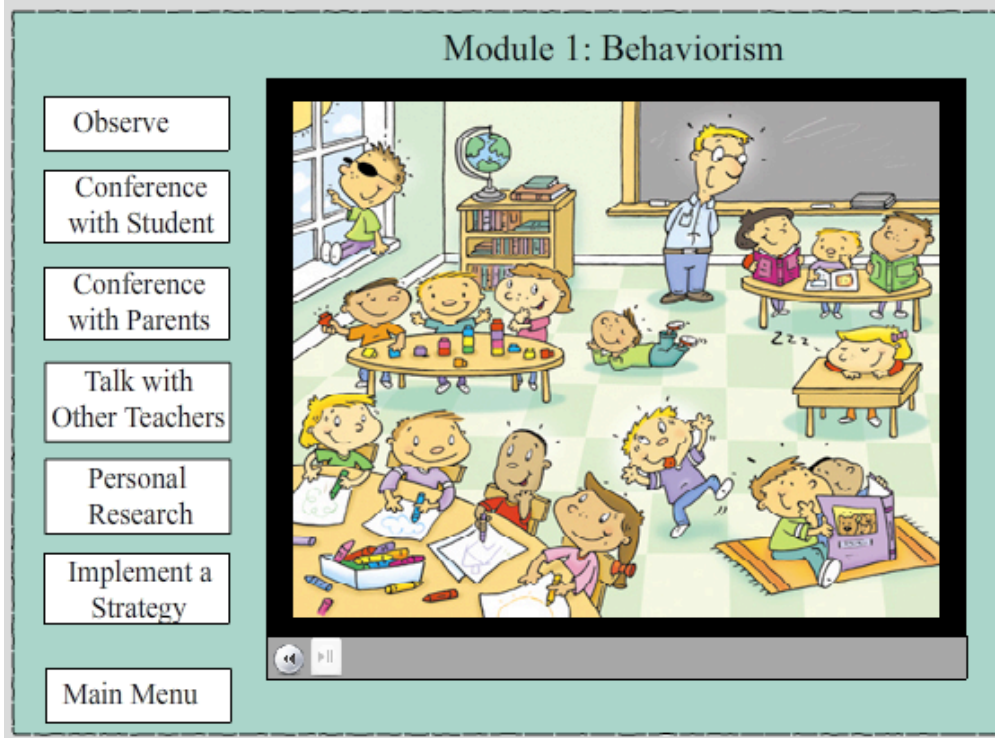 Module 1: Behaviorism
Observe
Conference
with Student
Conference
with Parents
Talk with
Other Teachers
Personal
Research
Implement a
Strategy
Main Menu
Z Z Z